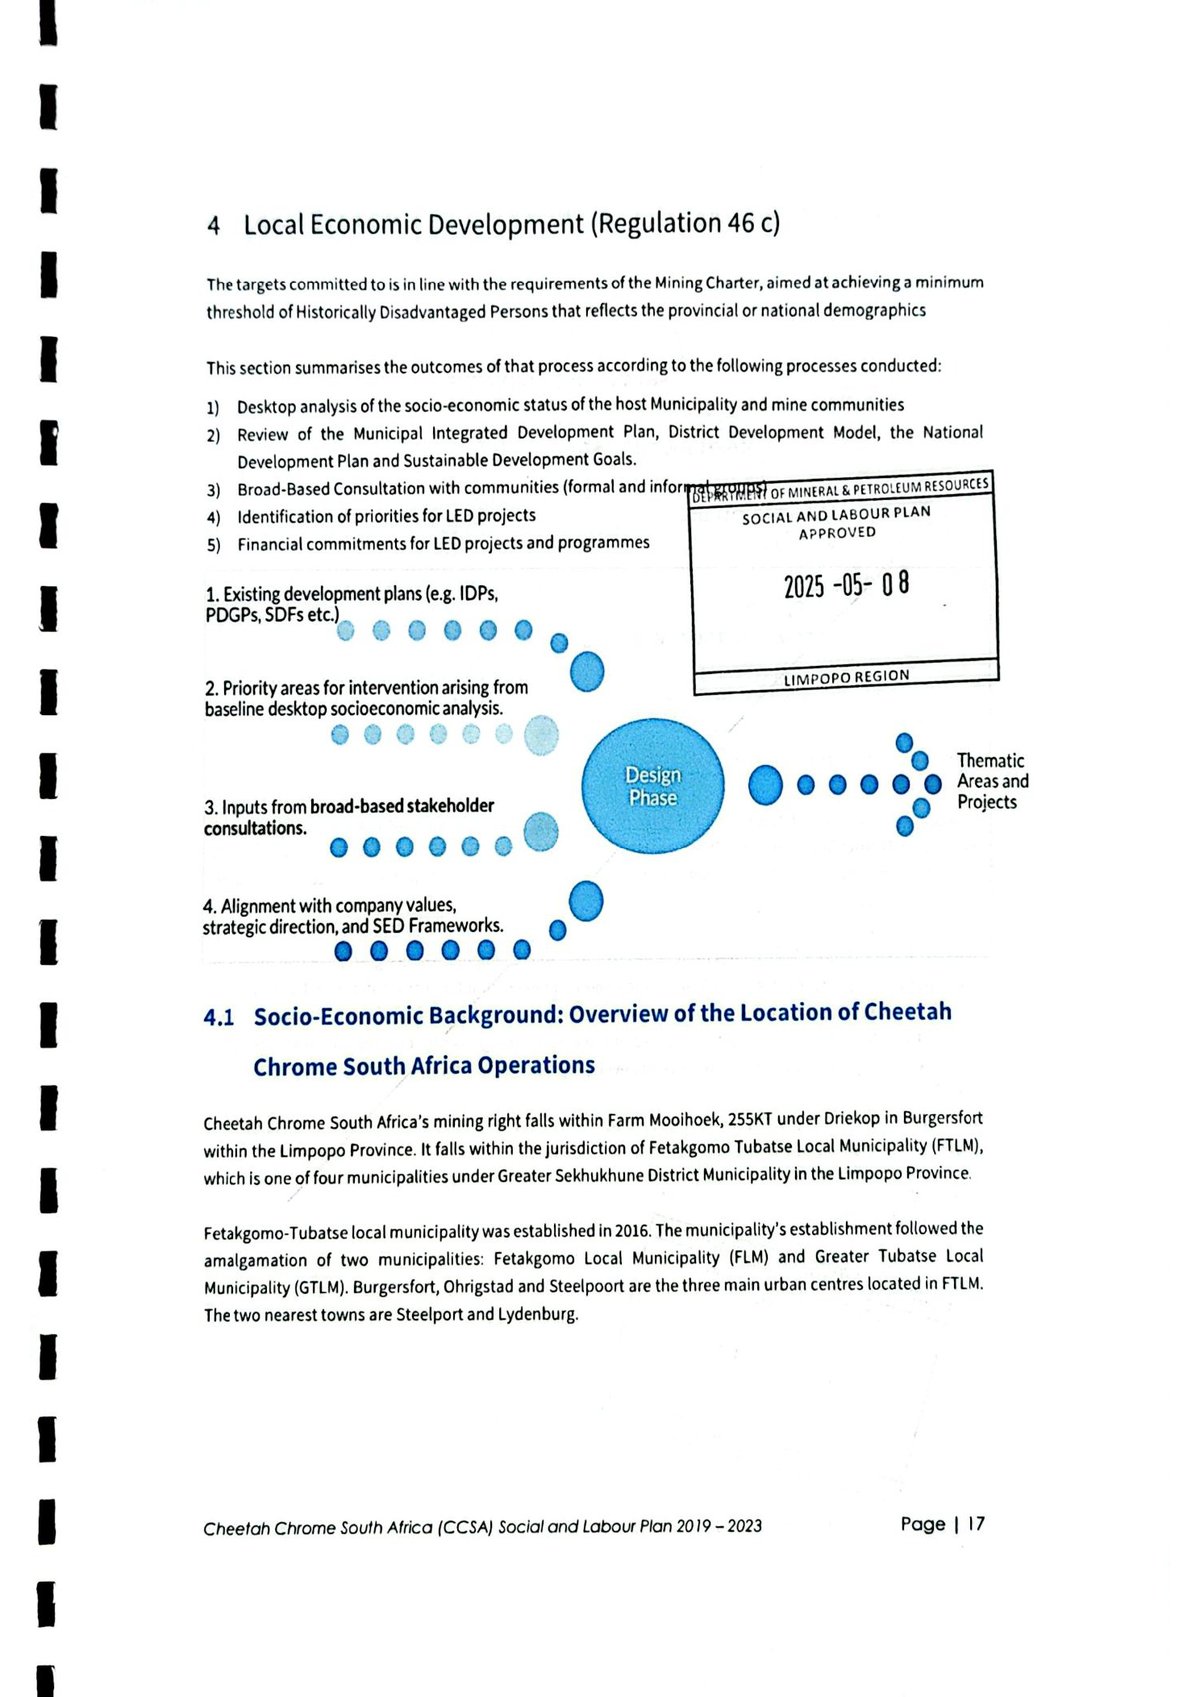 4 Local Economic Development (Regulation 46 c)
The targets committed to is in line with the requirements of the Mining Charter, aimed at achieving a minimum
threshold of Historically Disadvantaged Persons that reflects the provincial or national demographics
This section summarises the outcomes of that process according to the following processes conducted:
1) Desktop analysis of the socio-economic status of the host Municipality and mine communities
2) Review of the Municipal Integrated Development Plan, District Development Model, the National
Development Plan and Sustainable Development Goals.
3) Broad-Based Consultation with communities (formal and informal groups)
4) Identification of priorities for LED projects
5) Financial commitments for LED projects and programmes
DEPARTMENT OF MINERAL & PETROLEUM RESOURCES
SOCIAL AND LABOUR PLAN
APPROVED
2025 -05- 08
LIMPOPO REGION
1. Existing development plans (e.g. IDPs,
PDGPs, SDFs etc.)
2. Priority areas for intervention arising from
baseline desktop socioeconomic analysis.
3. Inputs from broad-based stakeholder
consultations.
4. Alignment with company values,
strategic direction, and SED Frameworks.
Design
Phase
Thematic
Areas and
Projects
4.1 Socio-Economic Background: Overview of the Location of Cheetah
Chrome South Africa Operations
Cheetah Chrome South Africa's mining right falls within Farm Mooihoek, 255KT under Driekop in Burgersfort
within the Limpopo Province. It falls within the jurisdiction of Fetakgomo Tubatse Local Municipality (FTLM),
which is one of four municipalities under Greater Sekhukhune District Municipality in the Limpopo Province.
Fetakgomo-Tubatse local municipality was established in 2016. The municipality's establishment followed the
amalgamation of two municipalities: Fetakgomo Local Municipality (FLM) and Greater Tubatse Local
Municipality (GTLM). Burgersfort, Ohrigstad and Steelpoort are the three main urban centres located in FTLM.
The two nearest towns are Steelport and Lydenburg.
Cheetah Chrome South Africa (CCSA) Social and Labour Plan 2019 – 2023
Page | 17